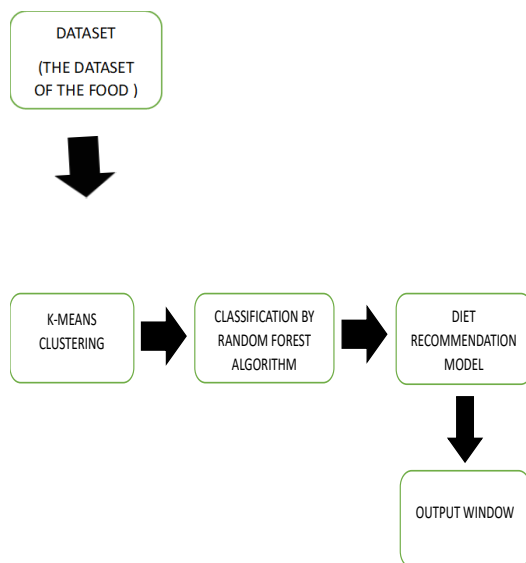 DATASET
(THE DATASET
OF THE FOOD )
K-MEANS
CLUSTERING
CLASSIFICATION BY
RANDOM FOREST
ALGORITHM
DIET
RECOMMENDATION
MODEL
OUTPUT WINDOW